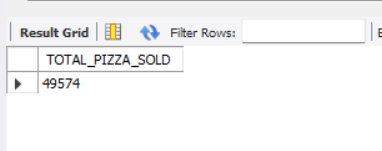 Result Grid Filter Rows:
TOTAL_PIZZA_SOLD
49574